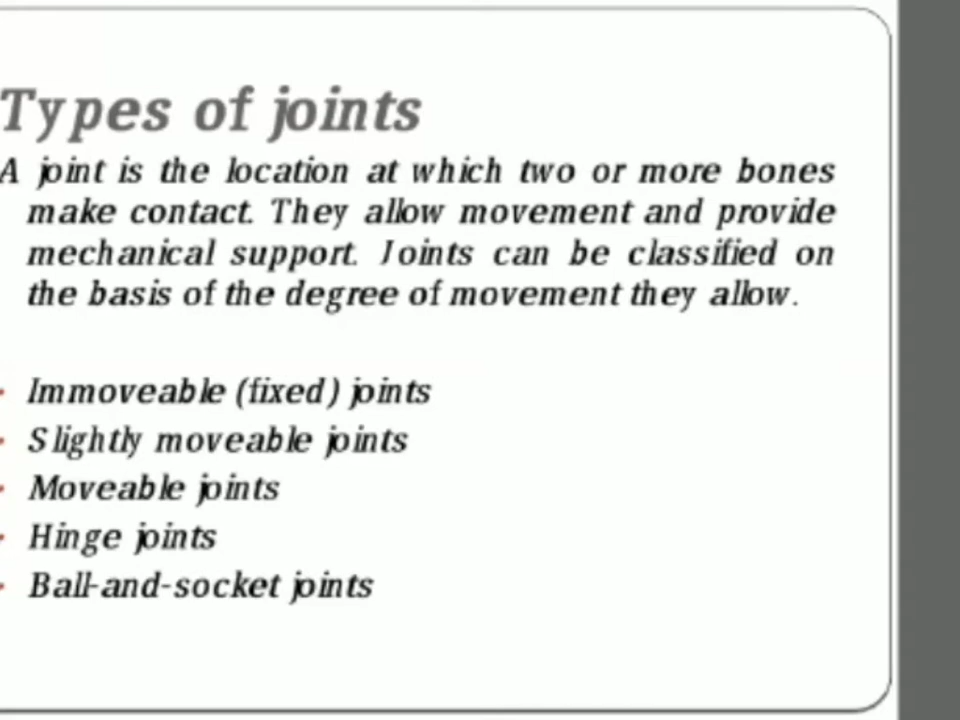 Types of joints
A joint is the location at which two or more bones
make contact. They allow movement and provide
mechanical support. Joints can be classified on
the basis of the degree of movement they allow.
Immoveable (fixed) joints
Slightly moveable joints
Moveable joints
Hinge joints
Ball-and-socket joints